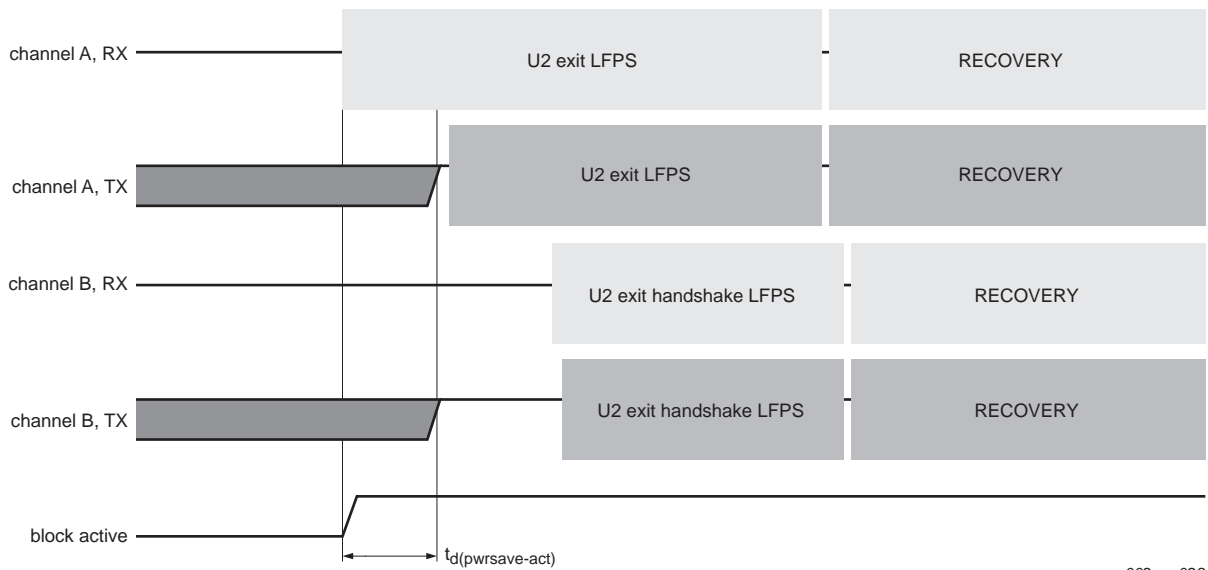 channel A, RX
U2 exit LFPS
RECOVERY
channel A, TX
U2 exit LFPS
RECOVERY
channel B, RX
U2 exit handshake LFPS
RECOVERY
channel B, TX
U2 exit handshake LFPS
RECOVERY
block active
td(pwrsave-act)